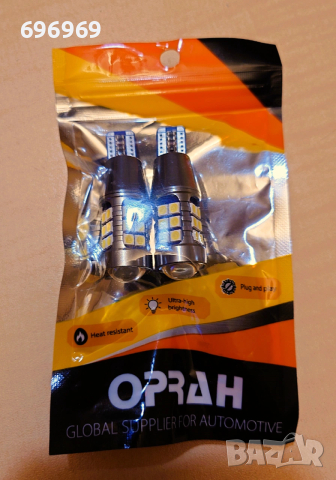 696969
Heat resistant
Ultra-high
brightness
Plug and play
OPRAH
GLOBAL SUPPLIER FOR AUTOMOTIVE
BAZAR